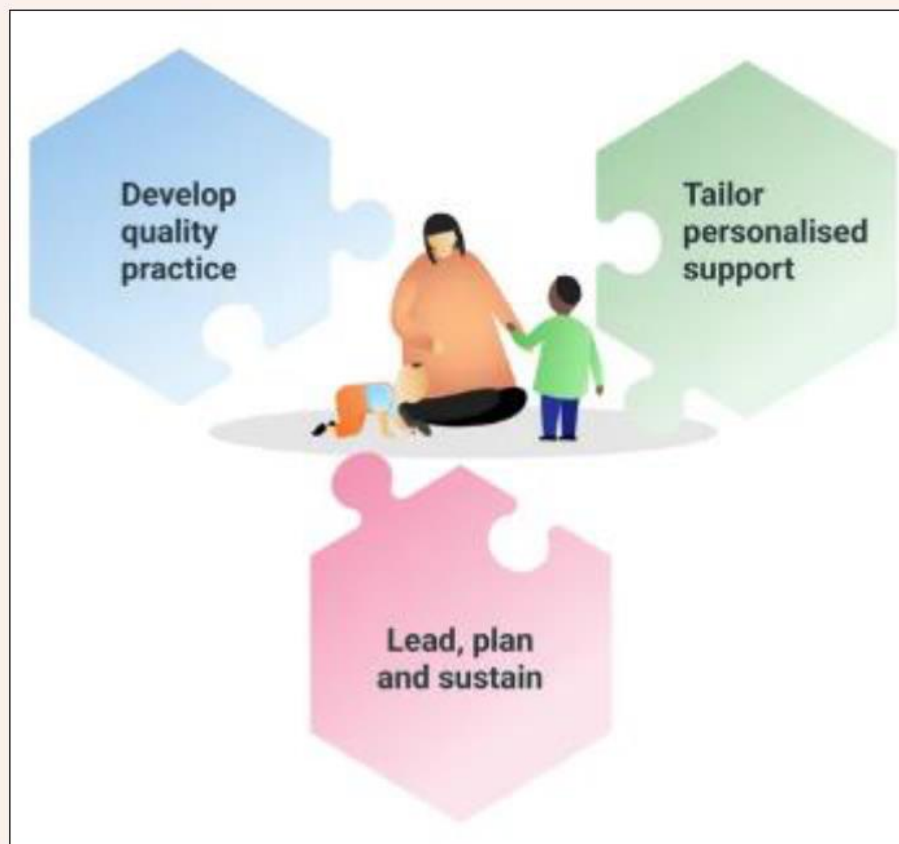 Develop
quality
practice
Tailor
personalised
support
Lead, plan
and sustain